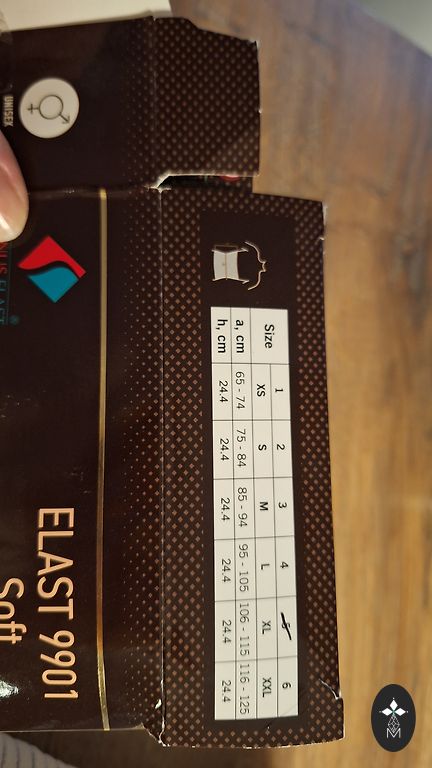 UNISEX
Size 1 2 3 4 5 6
XS S M L XL XXL
a, cm 65 - 74 75 - 84 85 - 94 95 - 105 106 - 115 116 - 125
h, cm 24.4 24.4 24.4 24.4 24.4 24.4
ELAST 9901
Soft
M